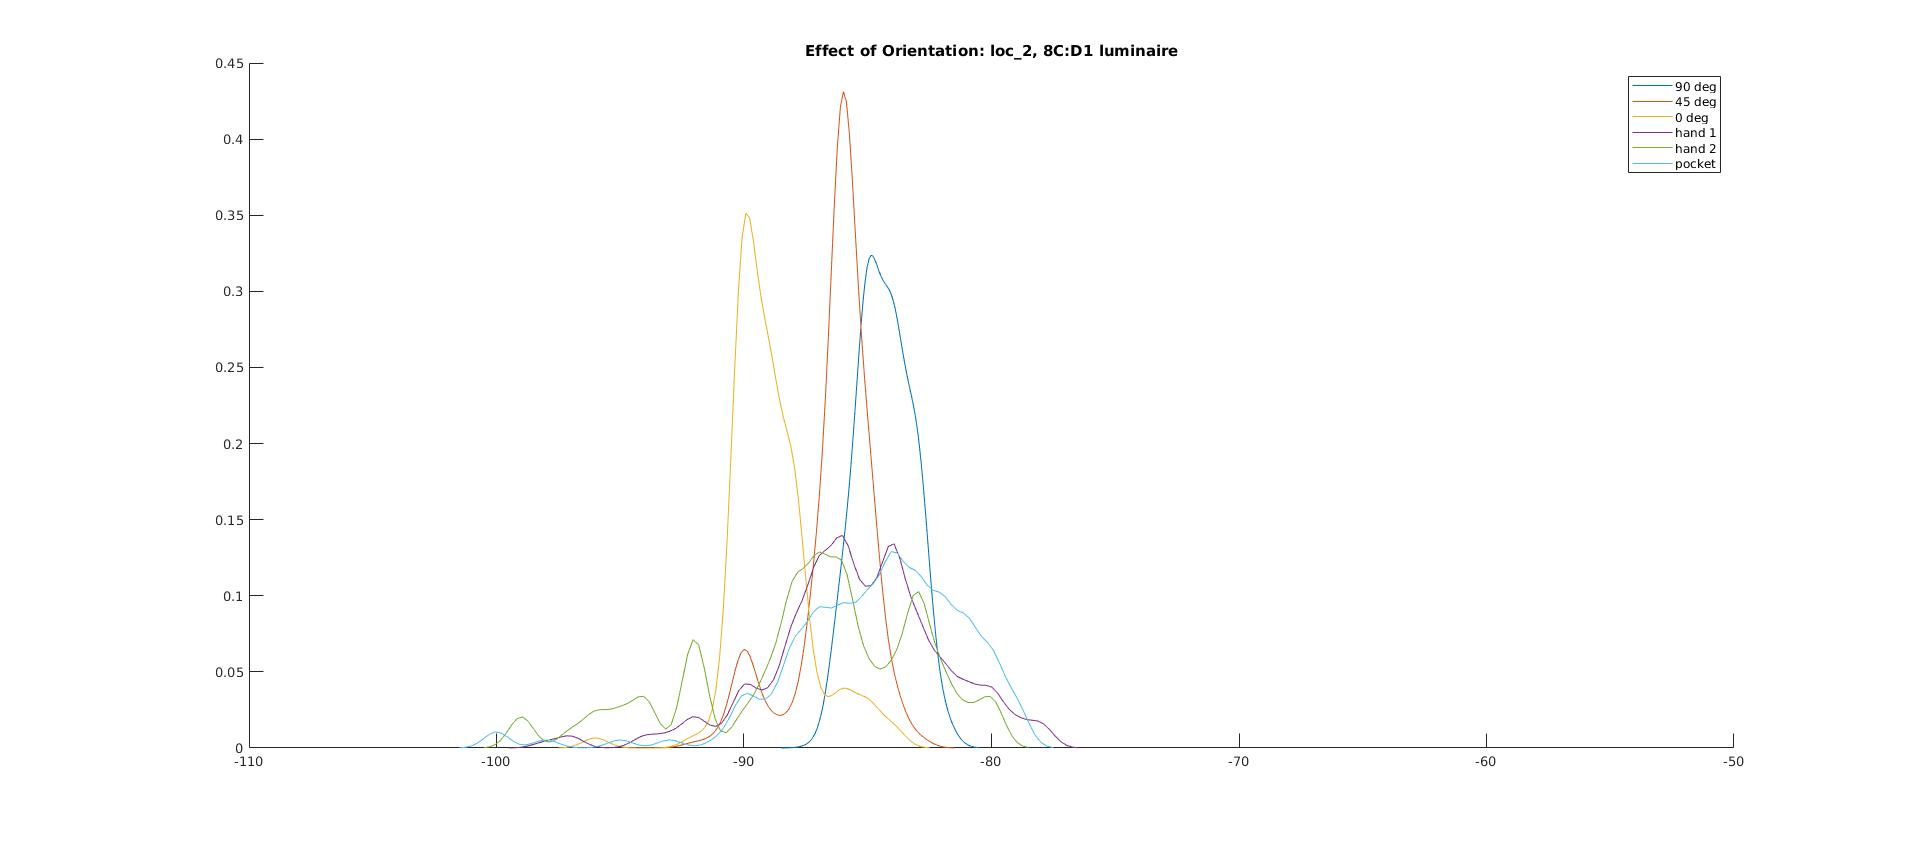 Effect of Orientation: loc_2, 8C:D1 luminaire
0.45
0.4
0.35
0.3
0.25
0.2
0.15
0.1
0.05
0
-110
-100
-90
-80
-70
-60
-50
90 deg
45 deg
0 deg
hand 1
hand 2
pocket